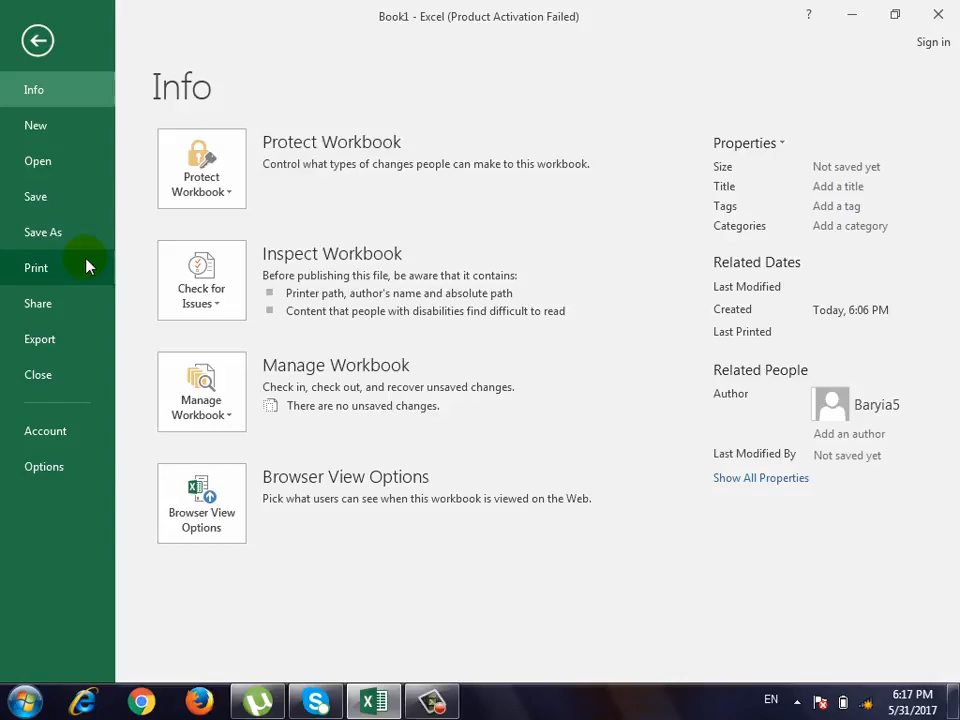 Book1 - Excel (Product Activation Failed)
?
Sign in
Info
New
Open
Save
Save As
Print
Share
Export
Close
Account
Options
Info
Protect Workbook
Protect Workbook
Control what types of changes people can make to this workbook.
Check for Issues
Inspect Workbook
Before publishing this file, be aware that it contains:
Printer path, author's name and absolute path
Content that people with disabilities find difficult to read
Manage Workbook
Manage Workbook
Check in, check out, and recover unsaved changes.
There are no unsaved changes.
Browser View Options
Browser View Options
Pick what users can see when this workbook is viewed on the Web.
Properties
Size Not saved yet
Title Add a title
Tags Add a tag
Categories Add a category
Related Dates
Last Modified
Created Today, 6:06 PM
Last Printed
Related People
Author Baryia5
Add an author
Last Modified By Not saved yet
Show All Properties
EN
6:17 PM
5/31/2017